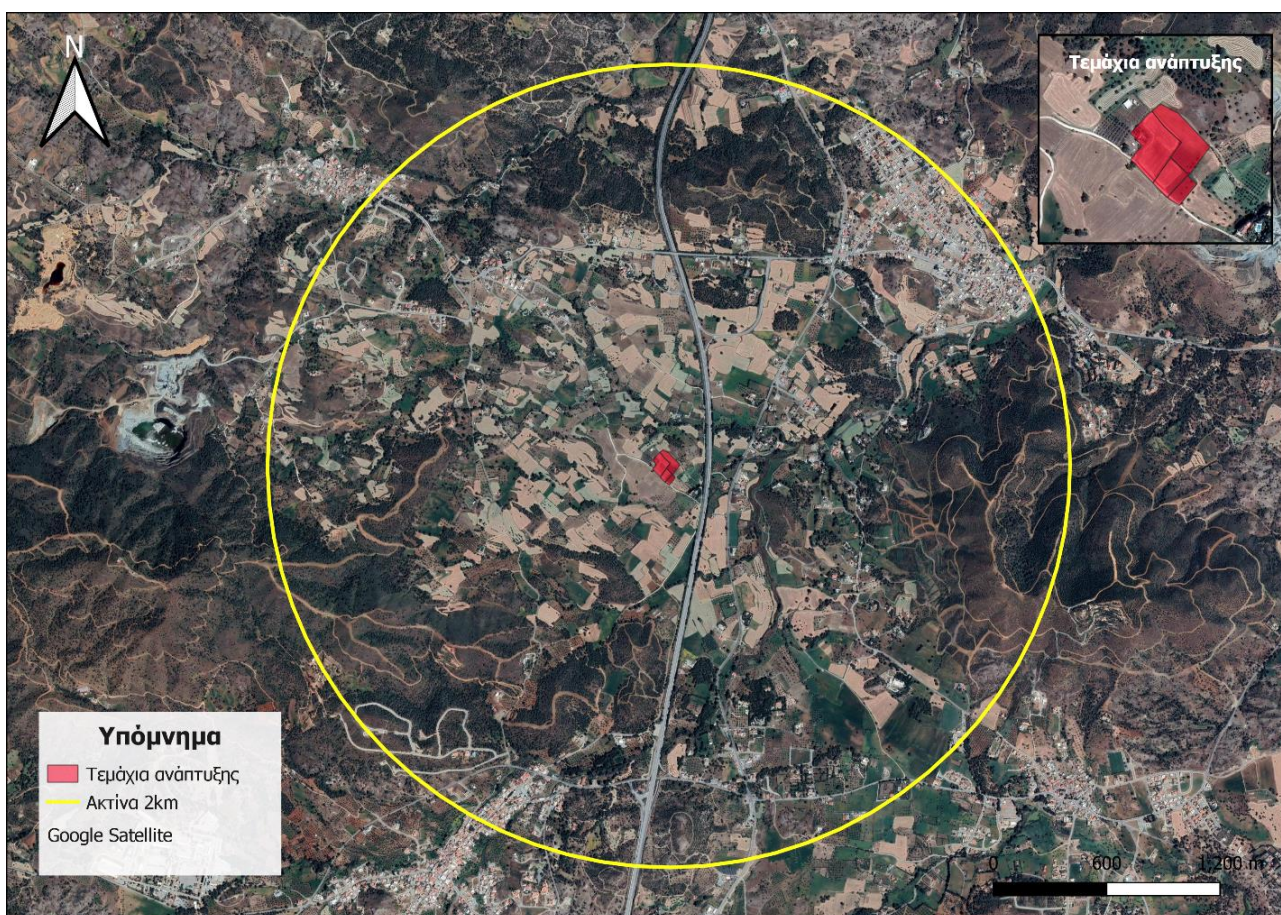 N
Τεμάχια ανάπτυξης
Υπόμνημα
Τεμάχια ανάπτυξης
Ακτίνα 2km
Google Satellite
0 600 1.200 m